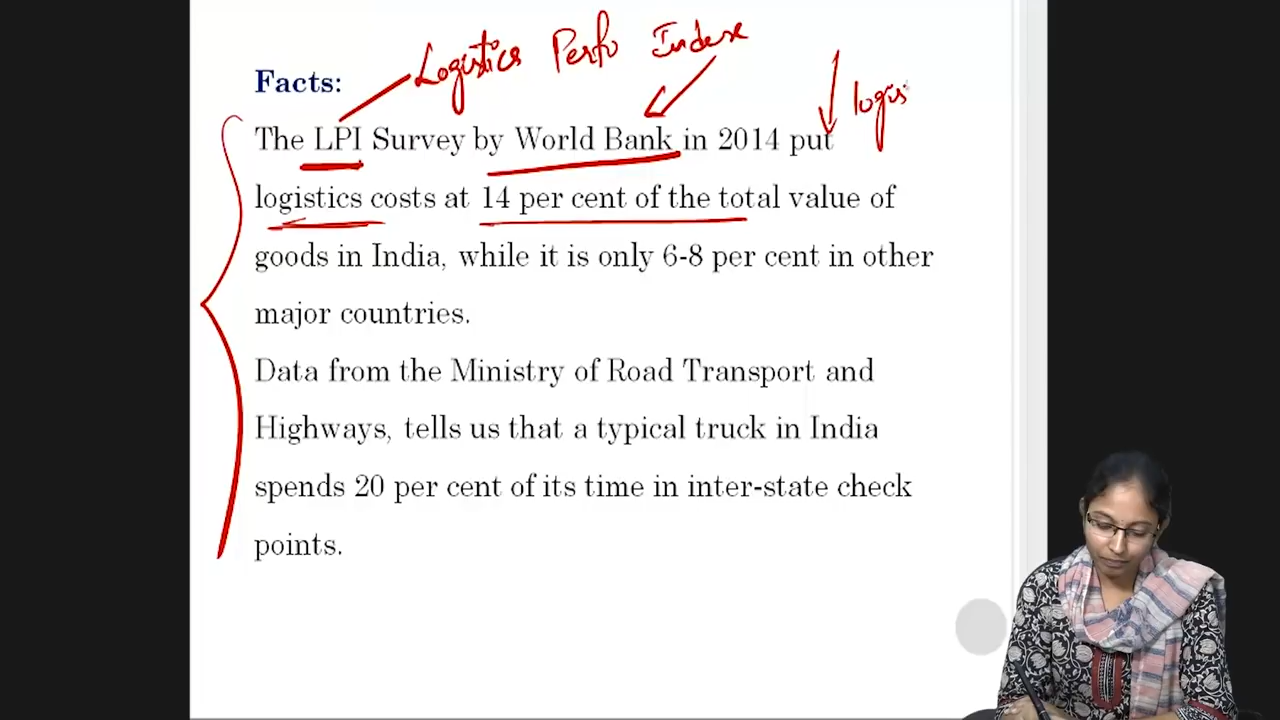 Logistics Perfo Index
logis
Facts:
The LPI Survey by World Bank in 2014 put
logistics costs at 14 per cent of the total value of
goods in India, while it is only 6-8 per cent in other
major countries.
Data from the Ministry of Road Transport and
Highways, tells us that a typical truck in India
spends 20 per cent of its time in inter-state check
points.